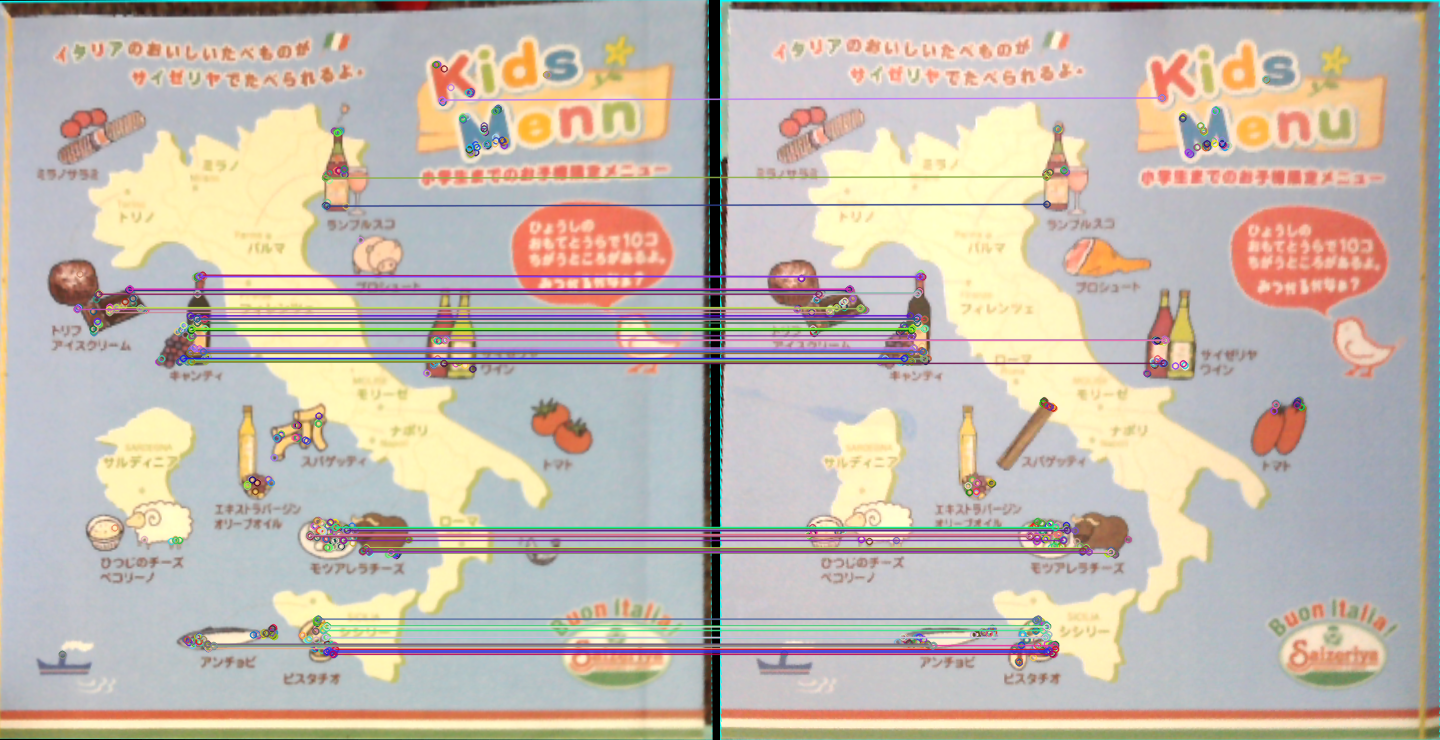 イタリアのおいしいたべものが
サイゼリヤでたべられるよ。
Kids
Menn
小学生までのお子様限定メニュー
ミラノサラミ
ミラノ
トリノ
パルマ
ランブルスコ
プロシュート
ひょうしの
おもてとうらで10コ
ちがうところがあるよ。
みつかるかなぁ?
フィレンツェ
トリフ
アイスクリーム
キャンティ
ワイン
モリーゼ
ナポリ
スパゲッティ
トマト
サルディニア
エキストラバージン
オリーブオイル
ローマ
ひつじのチーズ
ペコリーノ
モッツアレラチーズ
シシリー
アンチョビ
ピスタチオ
Buon Italia!
イタリアのおいしいたべものが
サイゼリヤでたべられるよ。
Kids
Menu
小学生までのお子様限定メニュー
ミラノサラミ
ミラノ
トリノ
パルマ
ランブルスコ
プロシュート
ひょうしの
おもてとうらで10コ
ちがうところがあるよ。
みつかるかなぁ?
フィレンツェ
トリフ
アイスクリーム
キャンティ
ローマ
サイゼリヤ
ワイン
モリーゼ
ナポリ
スパゲッティ
トマト
サルディニア
エキストラバージン
オリーブオイル
ひつじのチーズ
ペコリーノ
モッツアレラチーズ
シシリー
アンチョビ
ピスタチオ
Buon Italia!
Saizeriya